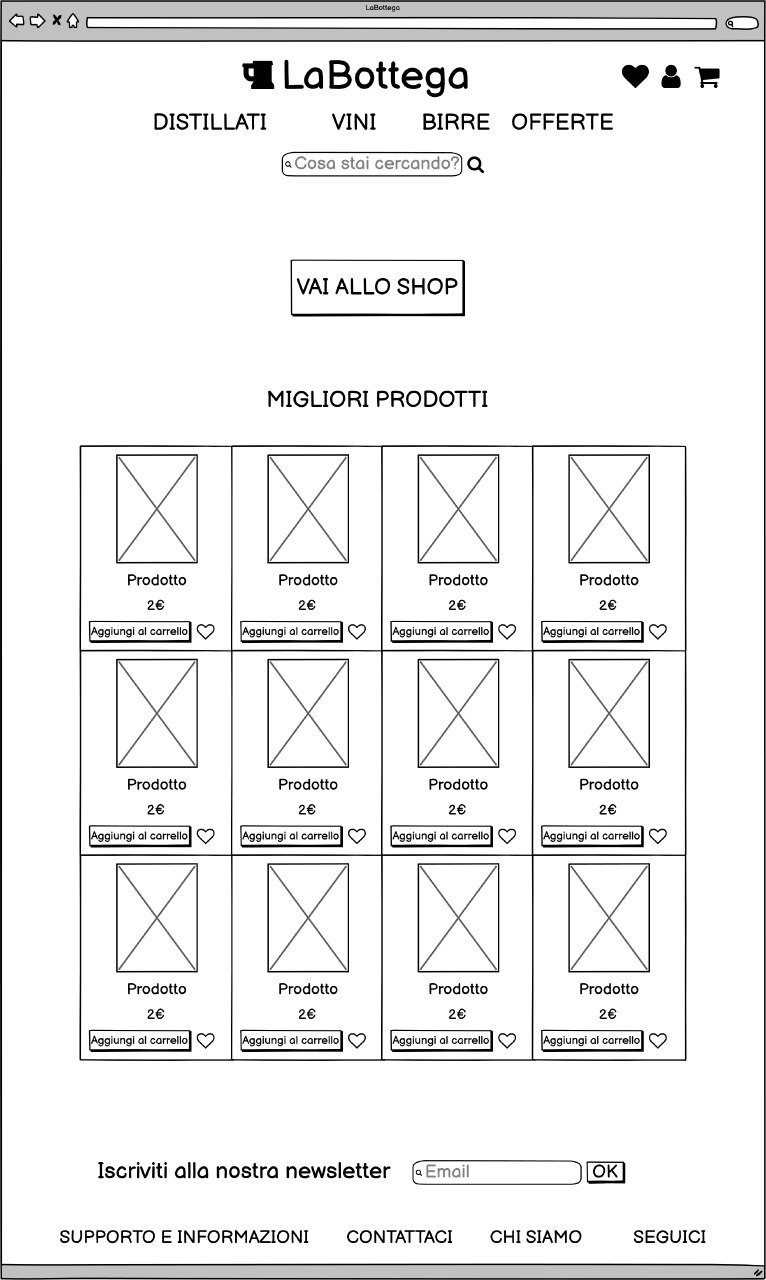 LaBottega
LaBottega
DISTILLATI VINI BIRRE OFFERTE
Cosa stai cercando?
VAI ALLO SHOP
MIGLIORI PRODOTTI
Prodotto Prodotto Prodotto Prodotto
2€ 2€ 2€ 2€
Aggiungi al carrello Aggiungi al carrello Aggiungi al carrello Aggiungi al carrello
Prodotto Prodotto Prodotto Prodotto
2€ 2€ 2€ 2€
Aggiungi al carrello Aggiungi al carrello Aggiungi al carrello Aggiungi al carrello
Prodotto Prodotto Prodotto Prodotto
2€ 2€ 2€ 2€
Aggiungi al carrello Aggiungi al carrello Aggiungi al carrello Aggiungi al carrello
Iscriviti alla nostra newsletter Email OK
SUPPORTO E INFORMAZIONI CONTATTACI CHI SIAMO SEGUICI